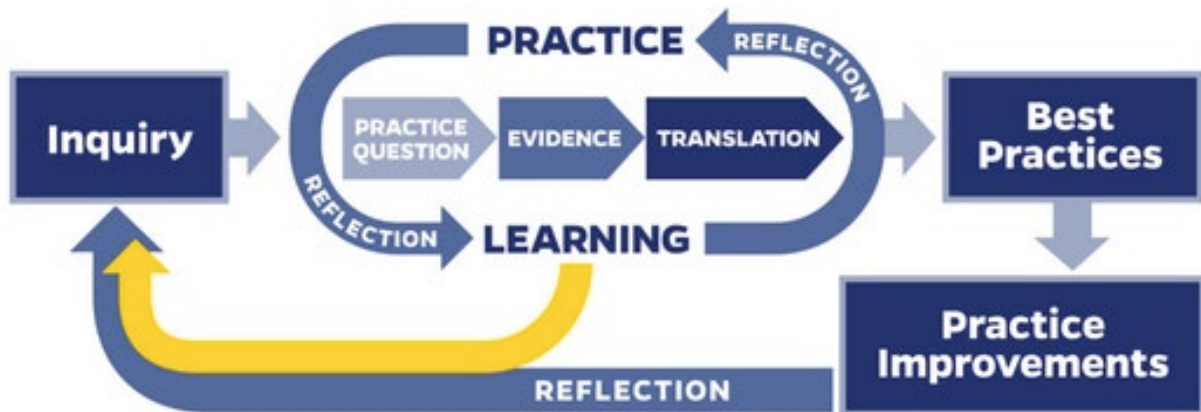 PRACTICE
REFLECTION
Inquiry
PRACTICE
QUESTION
EVIDENCE
TRANSLATION
Best
Practices
REFLECTION
LEARNING
Practice
Improvements
REFLECTION